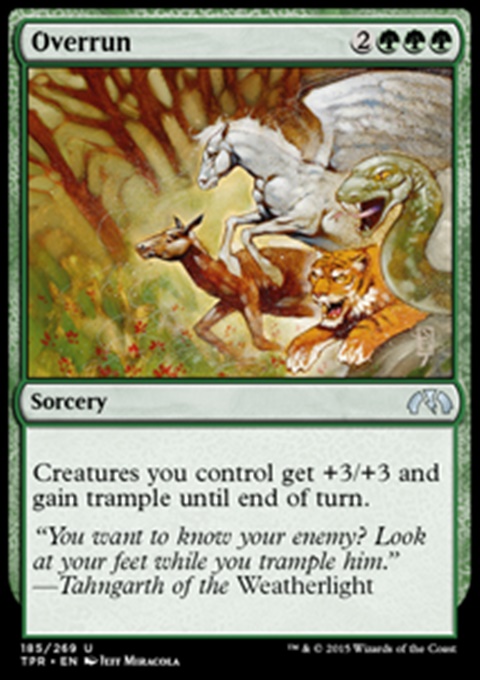 Overrun 2
Sorcery
Creatures you control get +3/+3 and
gain trample until end of turn.
“You want to know your enemy? Look
at your feet while you trample him.”
—Tahngarth of the Weatherlight
185/269 U
TPR • EN Jeff Miracola
™ & © 2015 Wizards of the Coast